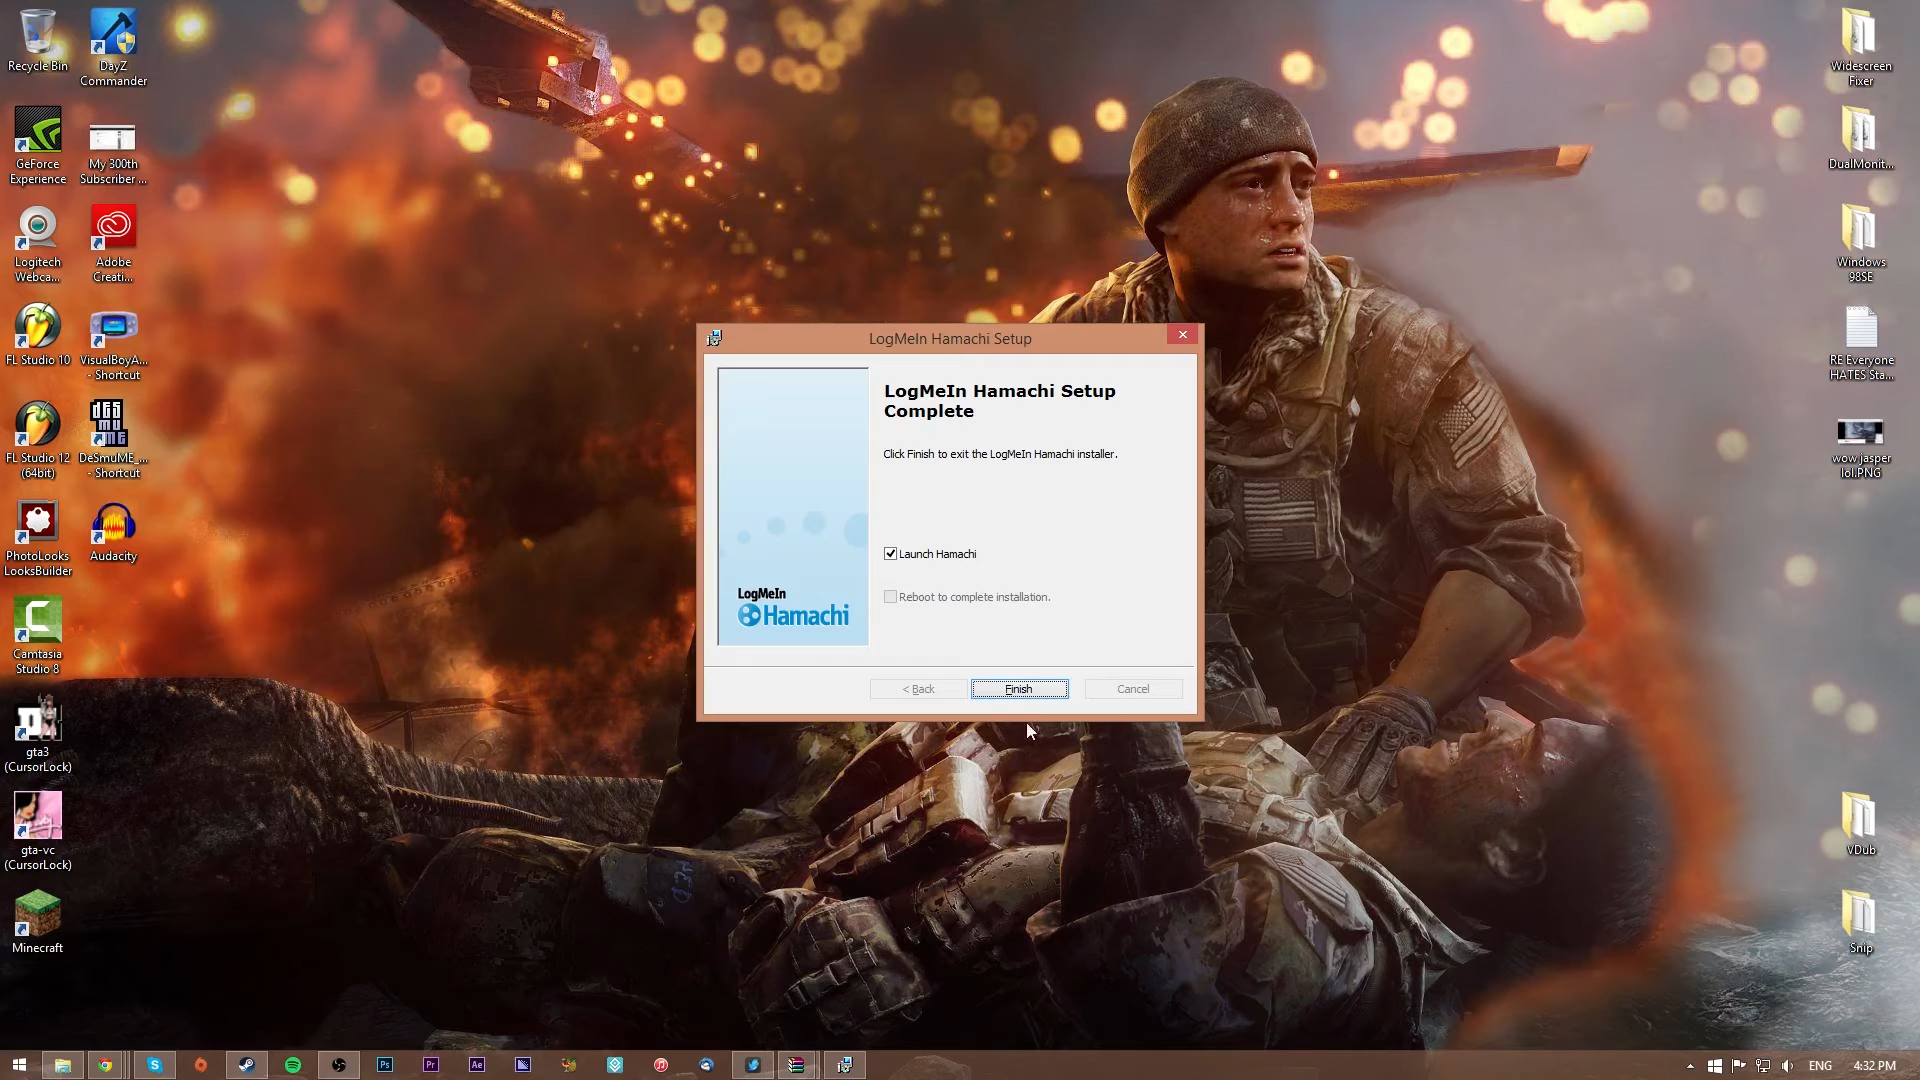 Recycle Bin
DayZ
Commander
GeForce
Experience
My 300th
Subscriber ...
Logitech
Webca...
Adobe
Creati...
FL Studio 10
VisualBoyA...
- Shortcut
FL Studio 12
(64bit)
DeSmuME_...
- Shortcut
PhotoLooks
LooksBuilder
Audacity
Camtasia
Studio 8
gta3
(CursorLock)
gta-vc
(CursorLock)
Minecraft
LogMeIn Hamachi Setup
LogMeIn Hamachi Setup
Complete
Click Finish to exit the LogMeIn Hamachi installer.
Launch Hamachi
Reboot to complete installation.
LogMeIn
Hamachi
< Back
Finish
Cancel
Widescreen
Fixer
DualMonit...
Windows
98SE
RE Everyone
HATES Sta...
wow jasper
lol.PNG
VDub
Snip
Ps
Pr
Ae
ENG
4:32 PM